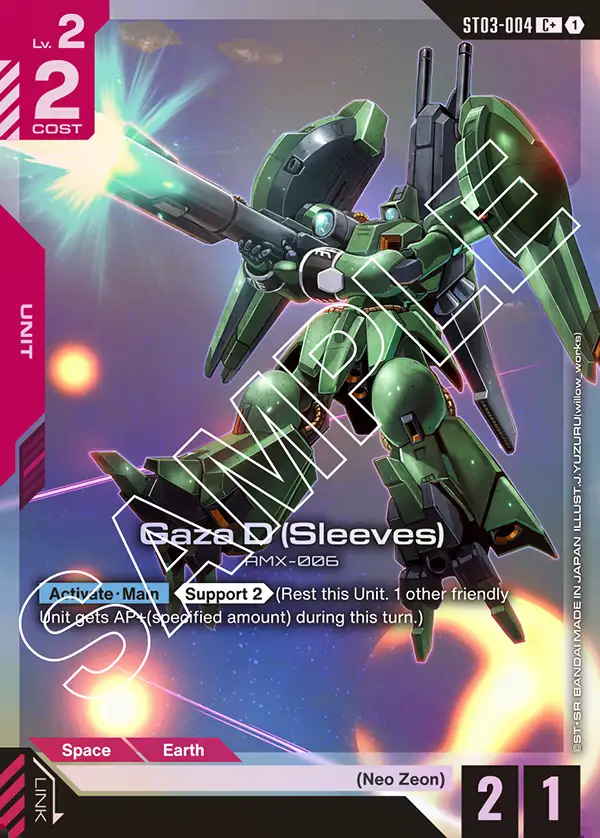 Lv. 2
2
COST
ST03-004 C+ 1
UNIT
SAMPLE
Gaza D (Sleeves)
AMX-006
Activate·Main Support 2 (Rest this Unit. 1 other friendly
Unit gets AP+(specified amount) during this turn.)
Space Earth
LINK
(Neo Zeon)
2 1
©ST・SR BANDAI MADE IN JAPAN ILLUST.J.YUZURU(willow_works)